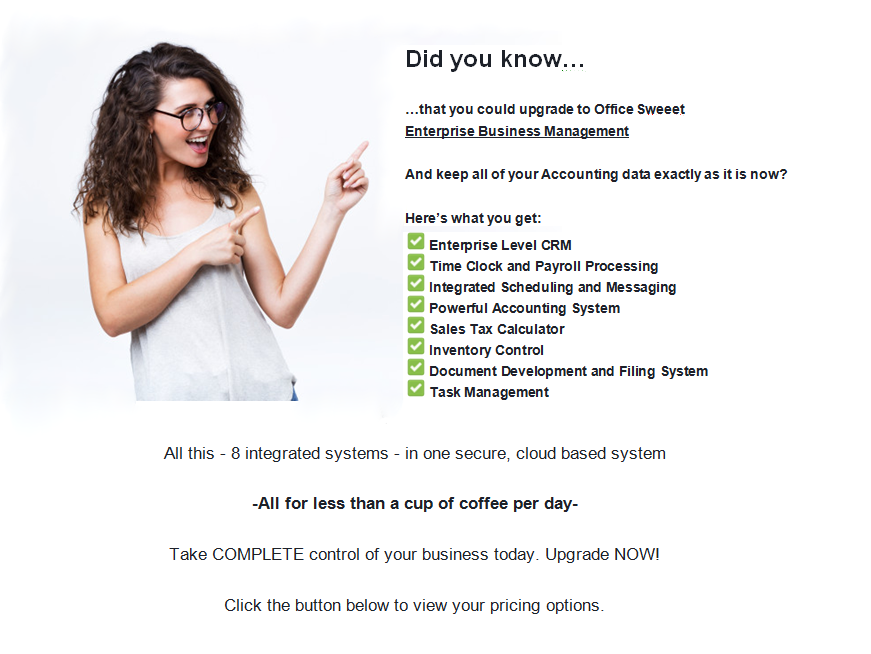 Did you know…
…that you could upgrade to Office Sweeet
Enterprise Business Management
And keep all of your Accounting data exactly as it is now?
Here’s what you get:
Enterprise Level CRM
Time Clock and Payroll Processing
Integrated Scheduling and Messaging
Powerful Accounting System
Sales Tax Calculator
Inventory Control
Document Development and Filing System
Task Management
All this - 8 integrated systems - in one secure, cloud based system
-All for less than a cup of coffee per day-
Take COMPLETE control of your business today. Upgrade NOW!
Click the button below to view your pricing options.